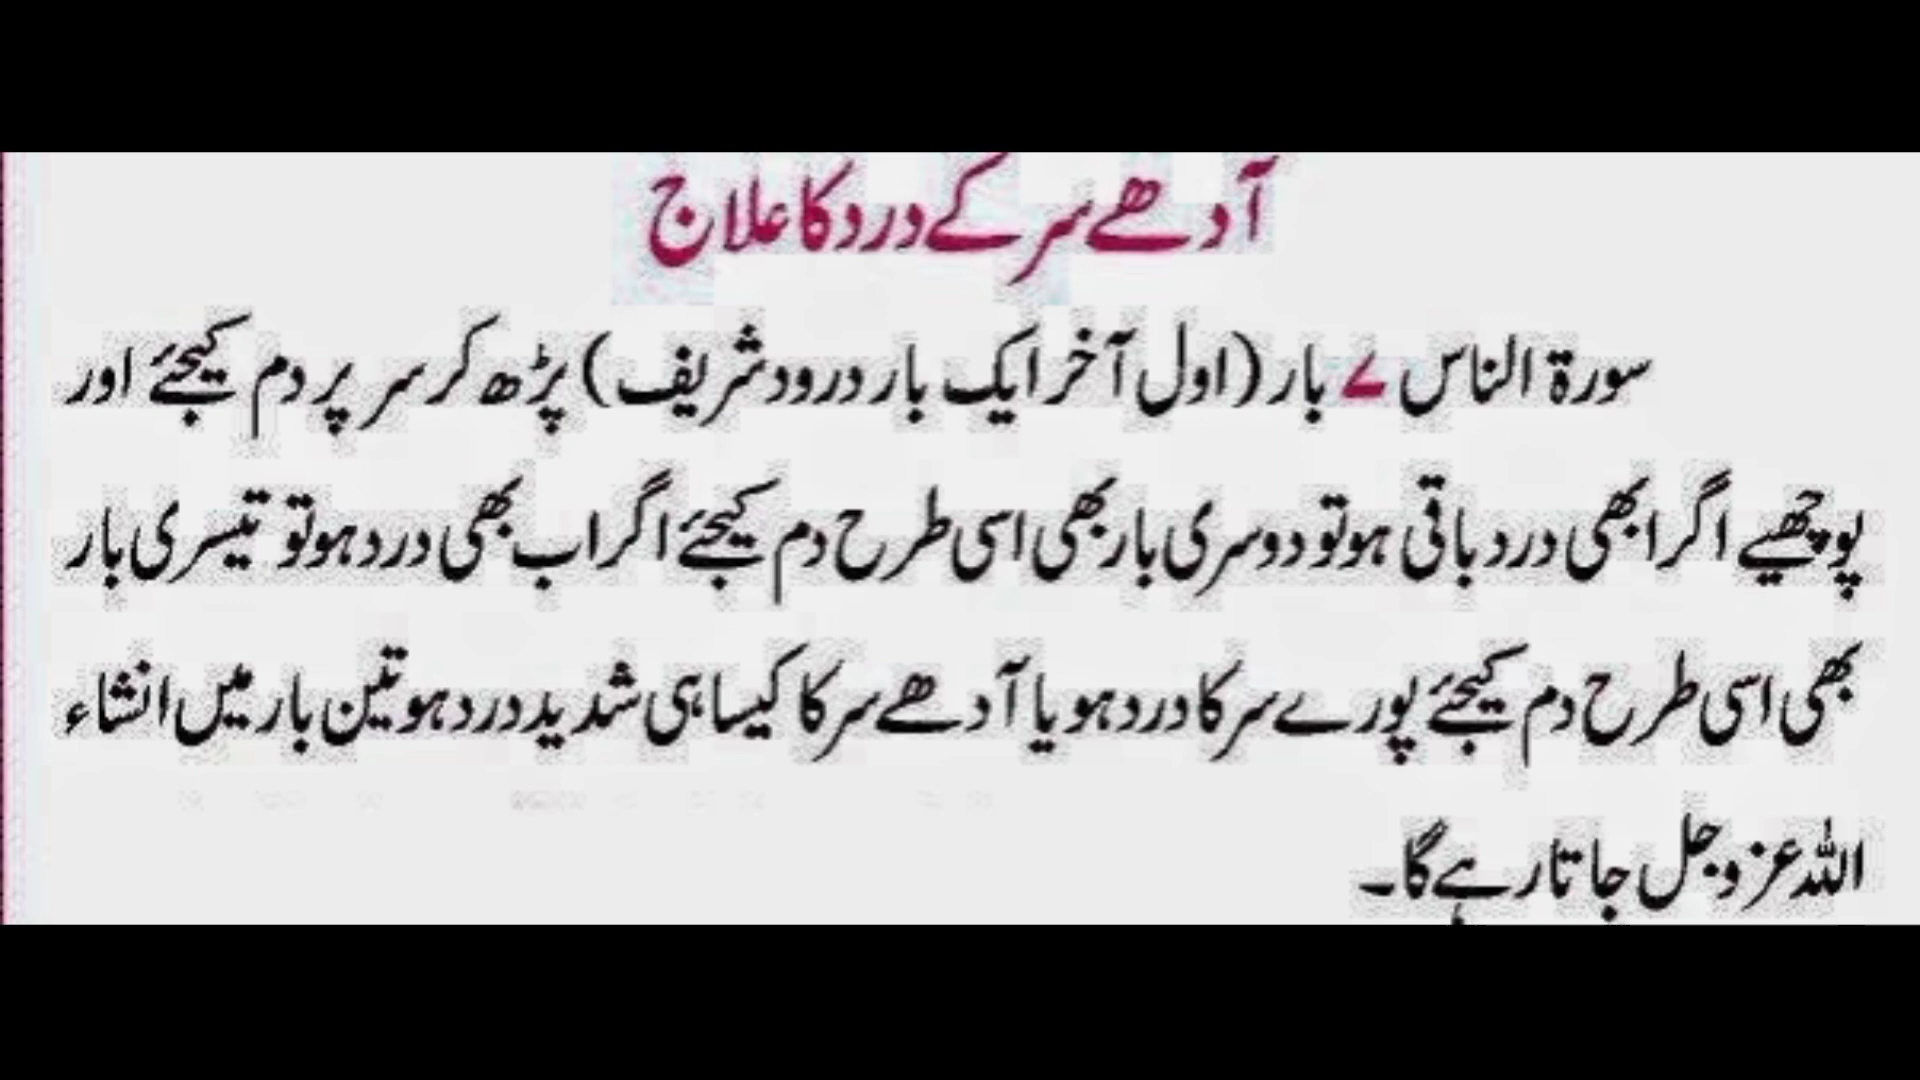 آدھے سر کے درد کا علاج
سورۃ الناس ۷ بار (اول آخر ایک بار درود شریف) پڑھ کر سر پر دم کیجئے اور
پوچھیے اگر ابھی درد باقی ہو تو دوسری بار بھی اسی طرح دم کیجئے اگر اب بھی درد ہو تو تیسری بار
بھی اسی طرح دم کیجئے پورے سر کا درد ہو یا آدھے سر کا کیسا ہی شدید درد ہو تین بار میں انشاء
اللہ عزوجل جاتا رہے گا۔